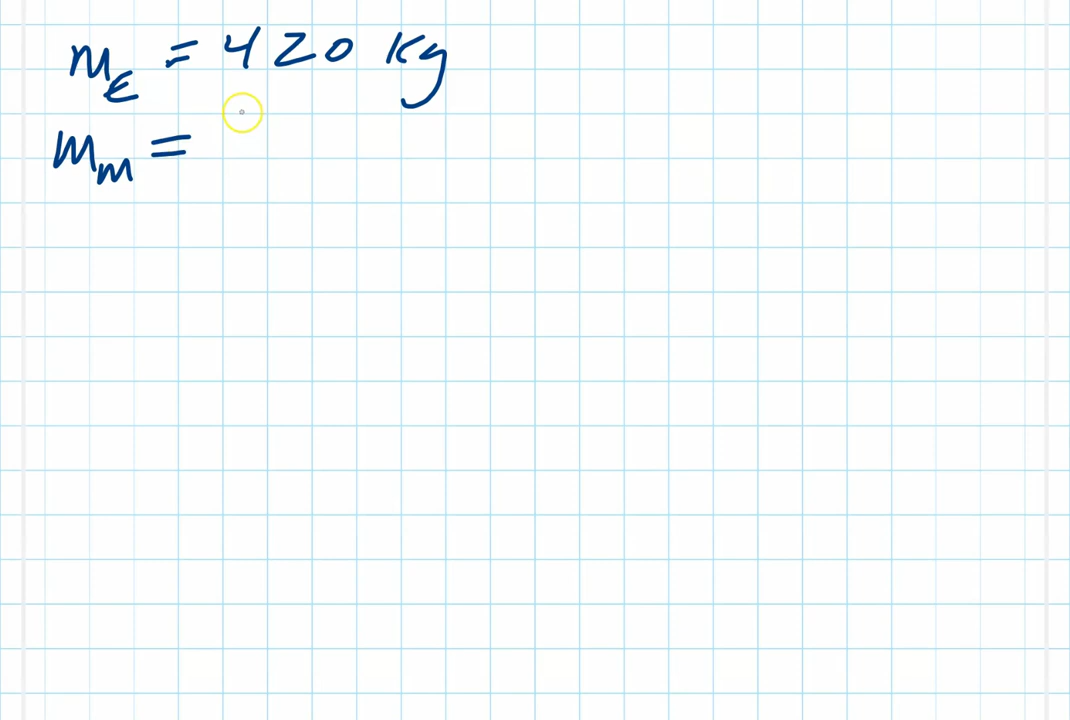 m_E = 420 kg
m_m =